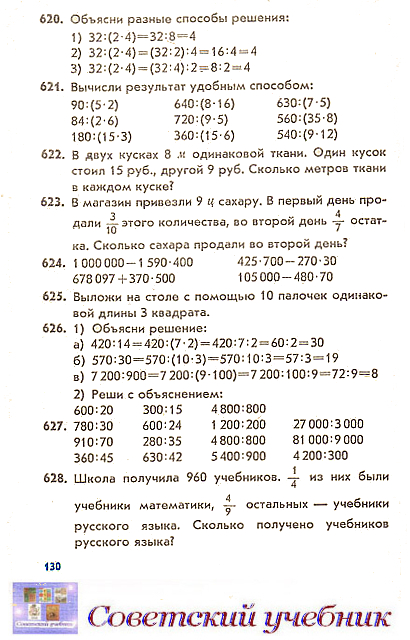 620. Объясни разные способы решения:
1) 32:(2·4)=32:8=4
2) 32:(2·4)=(32:2):4=16:4=4
3) 32:(2·4)=(32:4):2=8:2=4
621. Вычисли результат удобным способом:
90:(5·2) 640:(8·16) 630:(7·5)
84:(2·6) 720:(9·5) 560:(35·8)
180:(15·3) 360:(15·6) 540:(9·12)
622. В двух кусках 8 м одинаковой ткани. Один кусок
стоил 15 руб., другой 9 руб. Сколько метров ткани
в каждом куске?
623. В магазин привезли 9 ц сахару. В первый день про-
дали 3/10 этого количества, во второй день 4/7 остат-
ка. Сколько сахара продали во второй день?
624. 1 000 000−1 590·400 425·700−270·30
678 097+370·500 105 000−480·70
625. Выложи на столе с помощью 10 палочек одинако-
вой длины 3 квадрата.
626. 1) Объясни решение:
а) 420:14=420:(7·2)=420:7:2=60:2=30
б) 570:30=570:(10·3)=570:10:3=57:3=19
в) 7 200:900=7 200:(9·100)=7 200:100:9=72:9=8
2) Реши с объяснением:
600:20 300:15 4 800:800
627. 780:30 600:24 1 200:200 27 000:3 000
910:70 280:35 4 800:800 81 000:9 000
360:45 630:42 5 400:900 4 200:300
628. Школа получила 960 учебников. 1/4 из них были
учебники математики, 4/9 остальных — учебники
русского языка. Сколько получено учебников
русского языка?
130
Советский учебник
Советский учебник